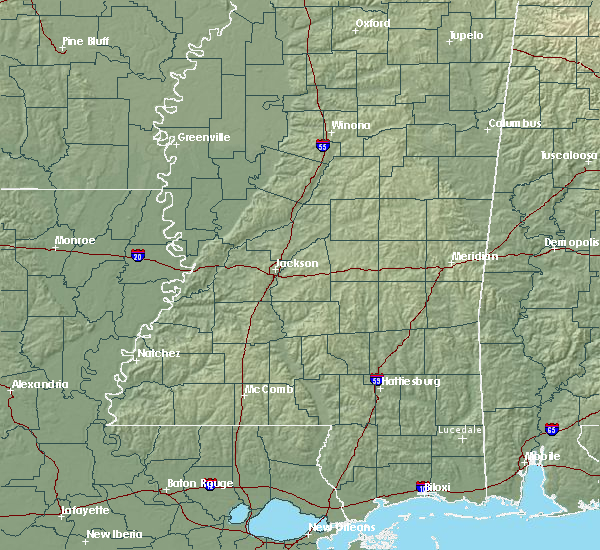 Oxford
Pine Bluff
Tupelo
Columbus
Winona
Greenville
55
Tuscaloosa
Monroe
Demopolis
20
Meridian
Jackson
Natchez
59
Alexandria
Hattiesburg
McComb
Lucedale
65
Mobile
Baton Rouge
Biloxi
Lafayette
New Orleans
New Iberia